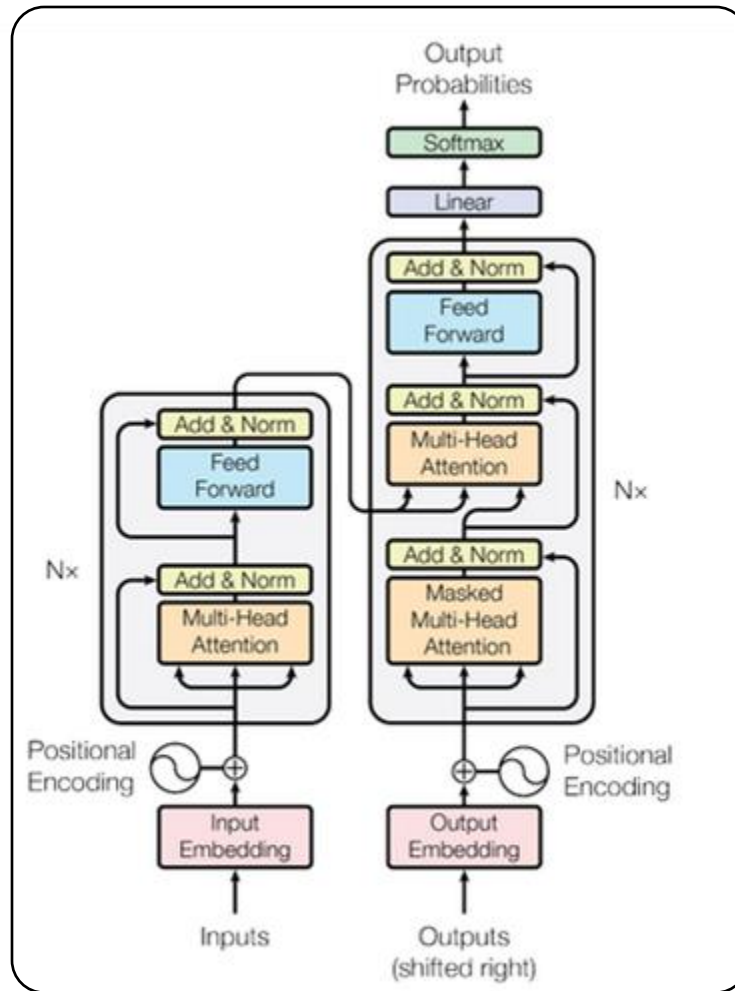 Output
Probabilities
Softmax
Linear
Add & Norm
Feed
Forward
Add & Norm
Multi-Head
Attention
Add & Norm
Masked
Multi-Head
Attention
N×
Add & Norm
Feed
Forward
Add & Norm
Multi-Head
Attention
N×
Positional
Encoding
Positional
Encoding
Input
Embedding
Output
Embedding
Inputs
Outputs
(shifted right)